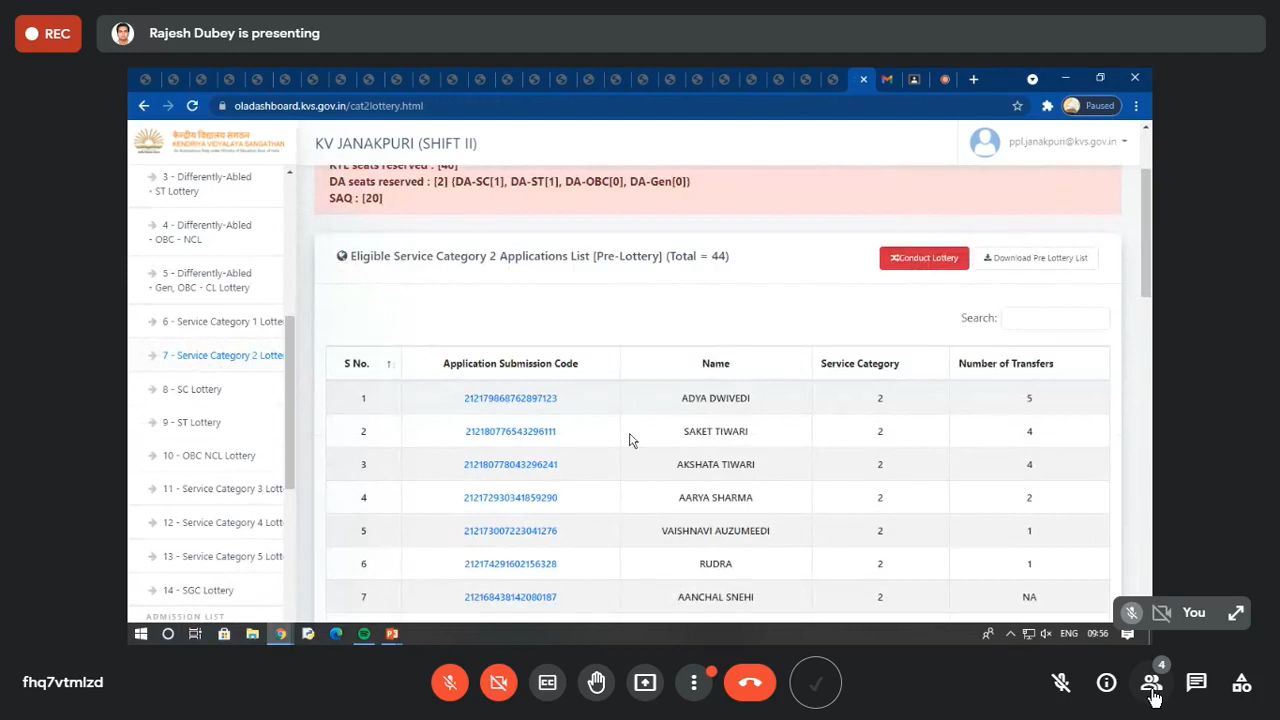 REC
Rajesh Dubey is presenting
oladashboard.kvs.gov.in/cat2lottery.html
Paused
केन्द्रीय विद्यालय संगठन
KENDRIYA VIDYALAYA SANGATHAN
KV JANAKPURI (SHIFT II)
ppl.janakpuri@kvs.gov.in
3 - Differently-Abled
- ST Lottery
4 - Differently-Abled
- OBC - NCL
5 - Differently-Abled
- Gen, OBC - CL Lottery
6 - Service Category 1 Lotte
7 - Service Category 2 Lotte
8 - SC Lottery
9 - ST Lottery
10 - OBC NCL Lottery
11 - Service Category 3 Lott
12 - Service Category 4 Lott
13 - Service Category 5 Lott
14 - SGC Lottery
ADMISSION LIST
RTE seats reserved : [40]
DA seats reserved : [2] (DA-SC[1], DA-ST[1], DA-OBC[0], DA-Gen[0])
SAQ : [20]
Eligible Service Category 2 Applications List [Pre-Lottery] (Total = 44)
Conduct Lottery
Download Pre Lottery List
Search:
S No. Application Submission Code Name Service Category Number of Transfers
1 212179868762897123 ADYA DWIVEDI 2 5
2 212180776543296111 SAKET TIWARI 2 4
3 212180778043296241 AKSHATA TIWARI 2 4
4 212172930341859290 AARYA SHARMA 2 2
5 212173007223041276 VAISHNAVI AUZUMEEDI 2 1
6 212174291602156328 RUDRA 2 1
7 212168438142080187 AANCHAL SNEHI 2 NA
You
ENG 09:56
fhq7vtmlzd
4